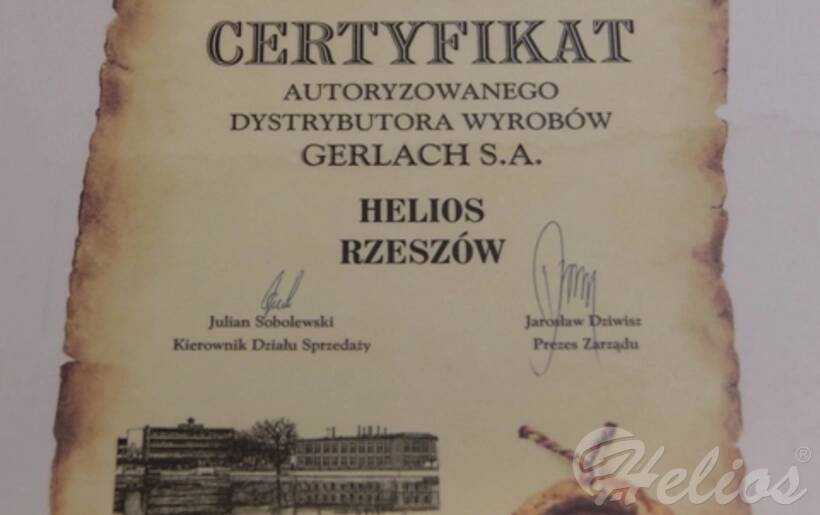 CERTYFIKAT
AUTORYZOWANEGO
DYSTRYBUTORA WYROBÓW
GERLACH S.A.
HELIOS
RZESZÓW
Julian Sobolewski
Kierownik Działu Sprzedaży
Jarosław Dziwisz
Prezes Zarządu
Helios®